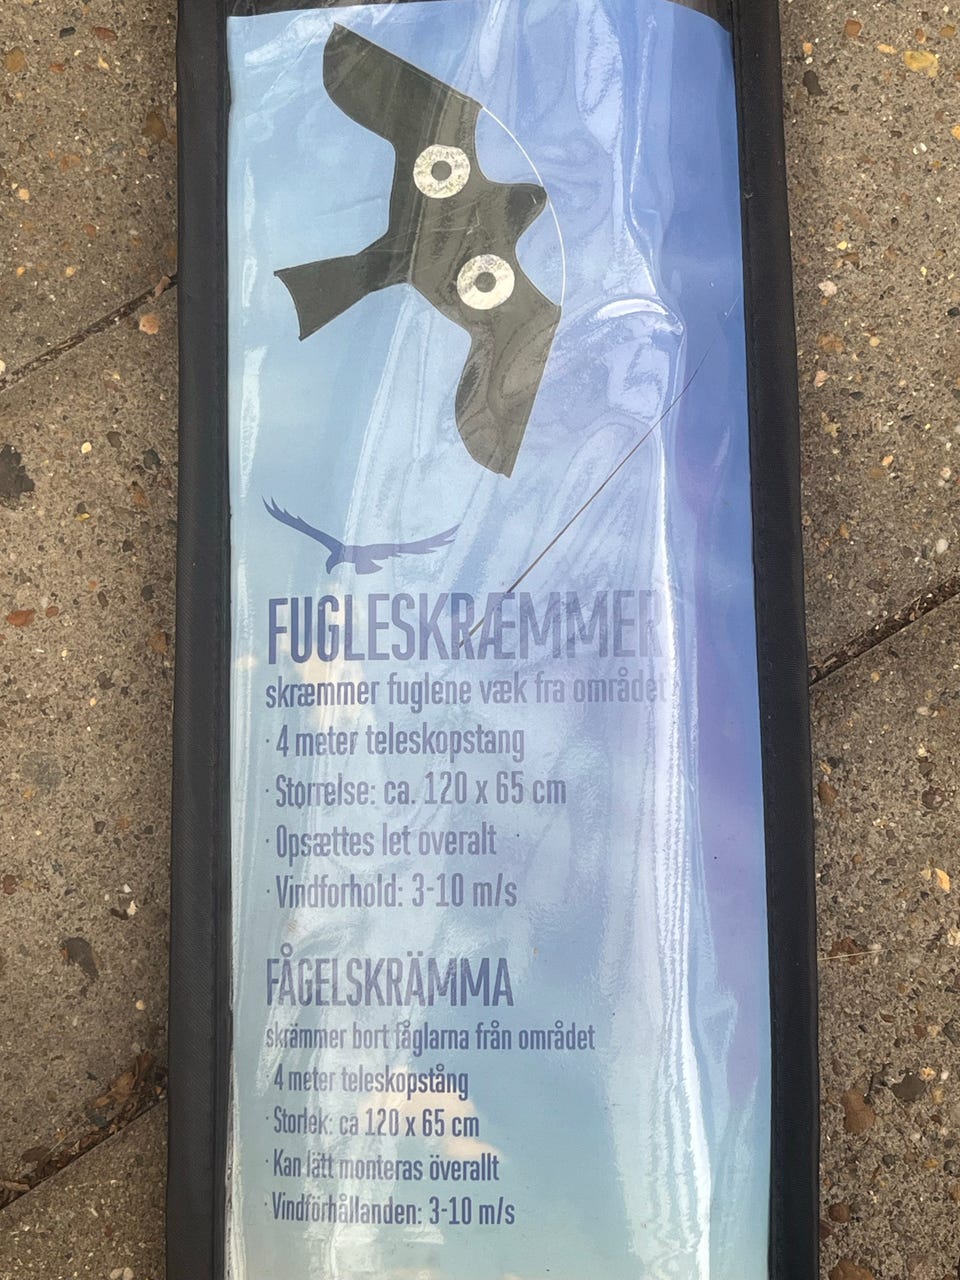 FUGLESKRÆMMER
skræmmer fuglene væk fra området
· 4 meter teleskopstang
· Størrelse: ca. 120 x 65 cm
· Opsættes let overalt
· Vindforhold: 3-10 m/s
FÅGELSKRÄMMA
skrämmer bort fåglarna från området
4 meter teleskopstång
· Storlek: ca 120 x 65 cm
· Kan lätt monteras överallt
· Vindförhållanden: 3-10 m/s